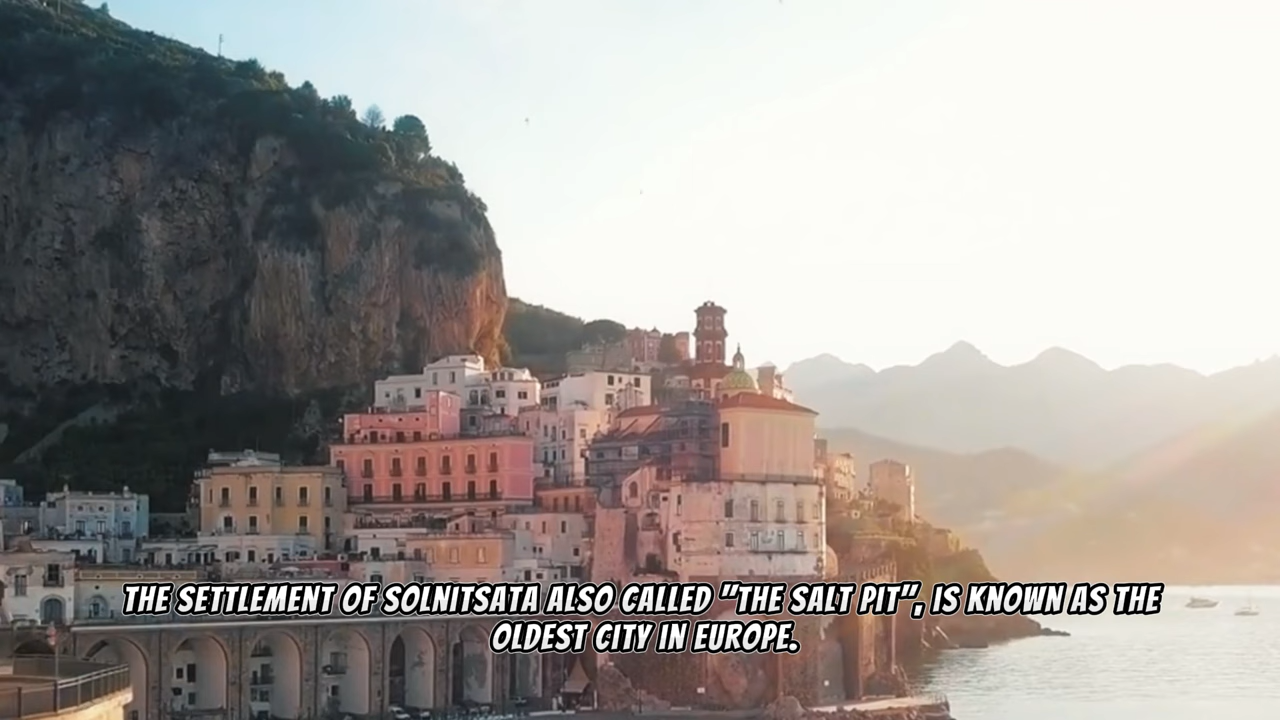 THE SETTLEMENT OF SOLNITSATA ALSO CALLED "THE SALT PIT", IS KNOWN AS THE
OLDEST CITY IN EUROPE.